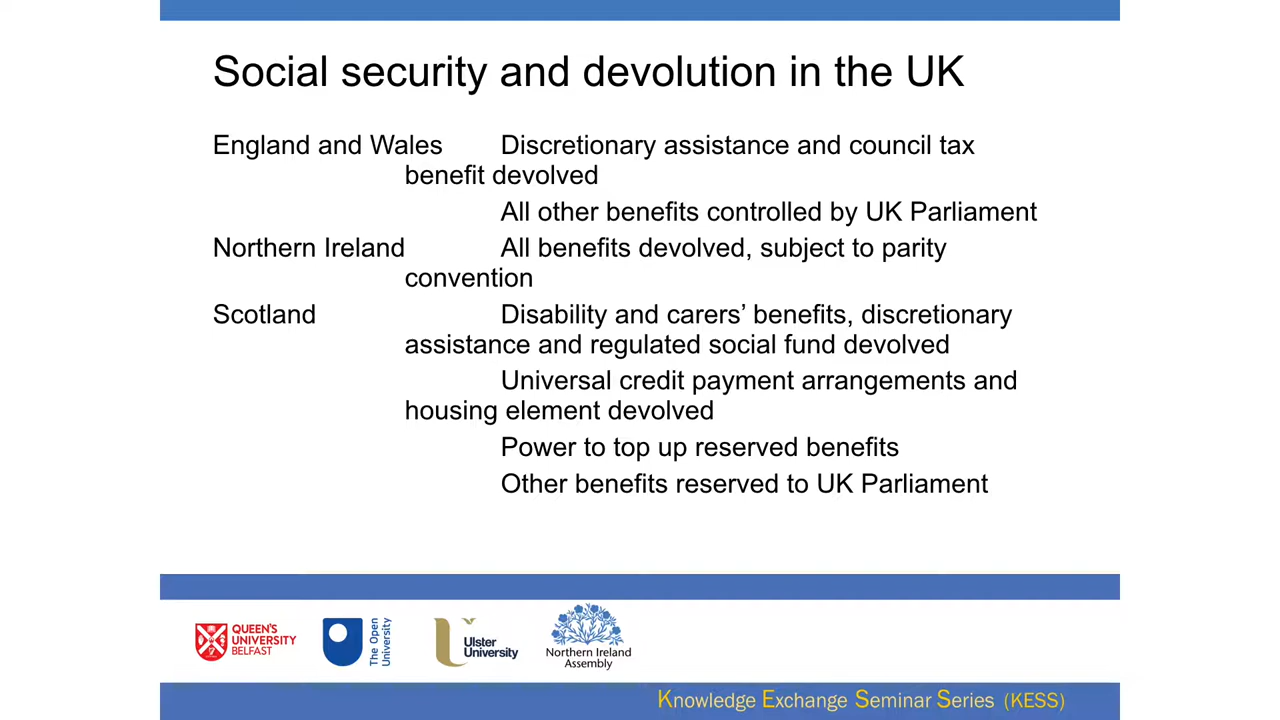 Social security and devolution in the UK
England and Wales Discretionary assistance and council tax
benefit devolved
All other benefits controlled by UK Parliament
Northern Ireland All benefits devolved, subject to parity
convention
Scotland Disability and carers’ benefits, discretionary
assistance and regulated social fund devolved
Universal credit payment arrangements and
housing element devolved
Power to top up reserved benefits
Other benefits reserved to UK Parliament
QUEEN'S
UNIVERSITY
BELFAST
The Open
University
Ulster
University
Northern Ireland
Assembly
Knowledge Exchange Seminar Series (KESS)